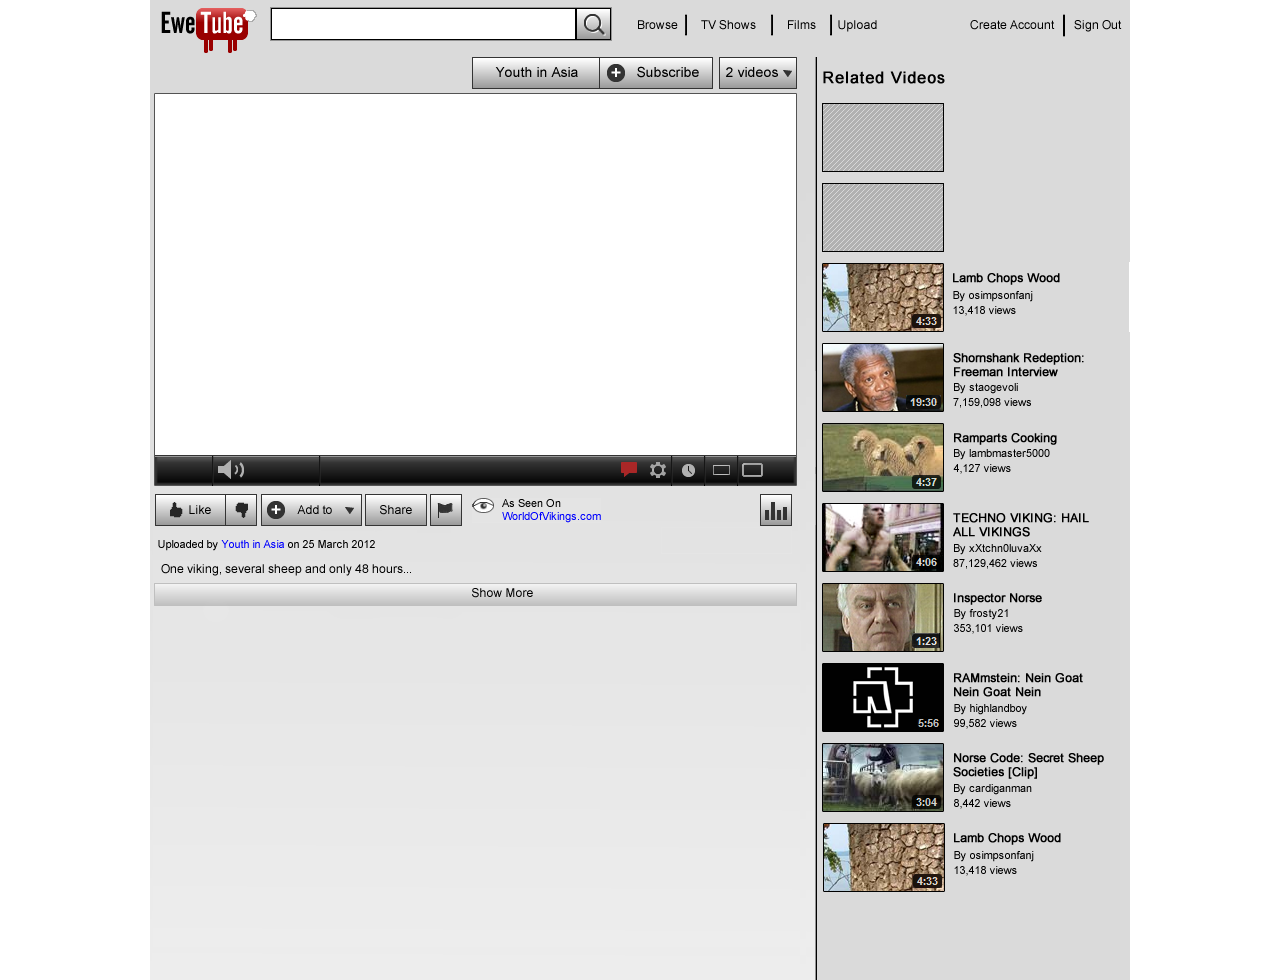 EweTube
Browse
TV Shows
Films
Upload
Create Account
Sign Out
Youth in Asia
Subscribe
2 videos
Like
Add to
Share
As Seen On
WorldOfVikings.com
Uploaded by Youth in Asia on 25 March 2012
One viking, several sheep and only 48 hours...
Show More
Related Videos
4:33
Lamb Chops Wood
By osimpsonfanj
13,418 views
19:30
Shornshank Redeption:
Freeman Interview
By staogevoli
7,159,098 views
4:37
Ramparts Cooking
By lambmaster5000
4,127 views
4:06
TECHNO VIKING: HAIL
ALL VIKINGS
By xXtchn0luvaXx
87,129,462 views
1:23
Inspector Norse
By frosty21
353,101 views
5:56
RAMmstein: Nein Goat
Nein Goat Nein
By highlandboy
99,582 views
3:04
Norse Code: Secret Sheep
Societies [Clip]
By cardiganman
8,442 views
4:33
Lamb Chops Wood
By osimpsonfanj
13,418 views